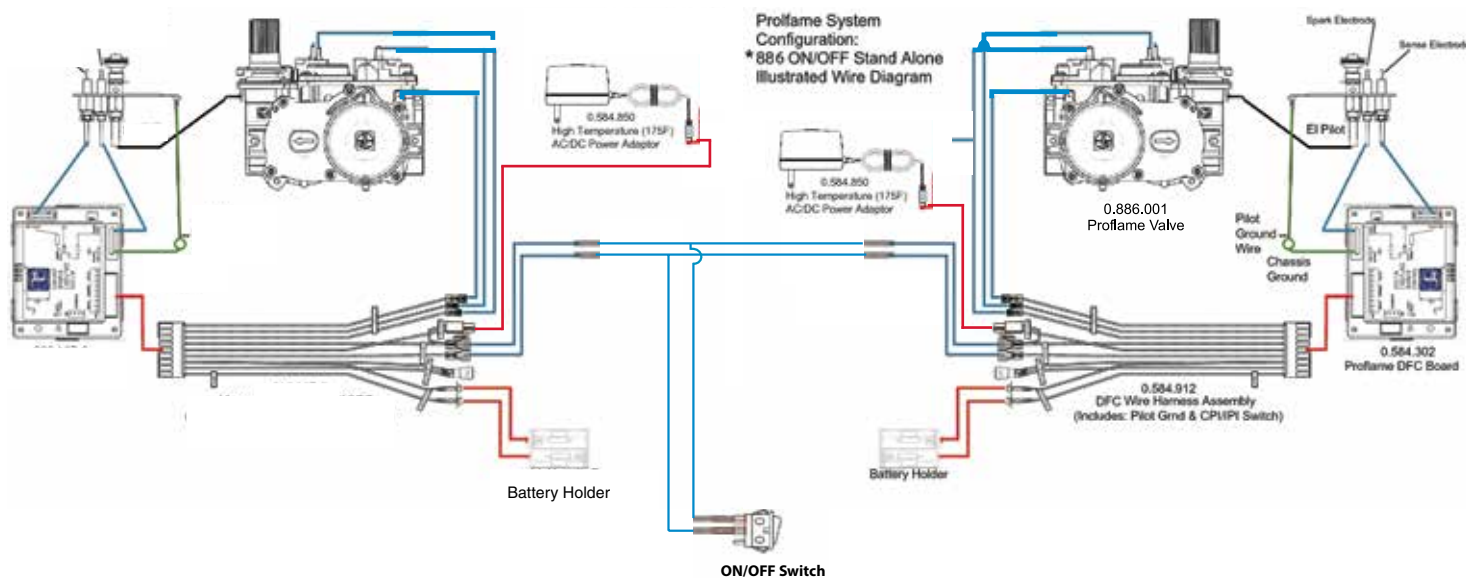 Prolfame System
Configuration:
*886 ON/OFF Stand Alone
Illustrated Wire Diagram
Spark Electrode
Sense Electrode
0.584.850
High Temperature (175F)
AC/DC Power Adaptor
0.584.850
High Temperature (175F)
AC/DC Power Adaptor
EI Pilot
0.886.001
Proflame Valve
Pilot
Ground
Wire
Chassis
Ground
0.584.302
Proflame DFC Board
0.584.912
DFC Wire Harness Assembly
(Includes: Pilot Grnd & CPI/IPI Switch)
Battery Holder
Battery Holder
ON/OFF Switch